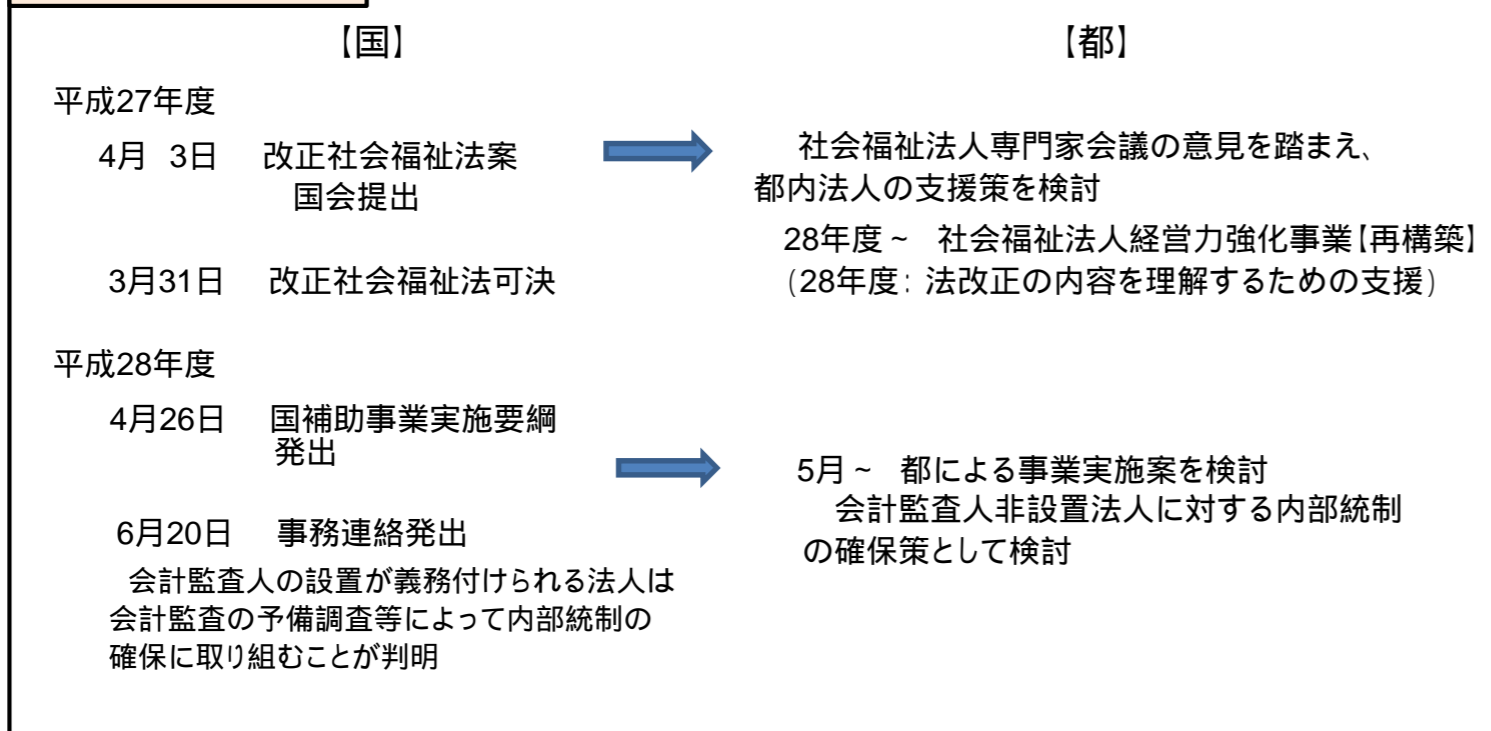 【国】
【都】
平成27年度
4月 3日 改正社会福祉法案
国会提出
社会福祉法人専門家会議の意見を踏まえ、
都内法人の支援策を検討
28年度~ 社会福祉法人経営力強化事業【再構築】
(28年度:法改正の内容を理解するための支援)
3月31日 改正社会福祉法可決
平成28年度
4月26日 国補助事業実施要綱
発出
5月~ 都による事業実施案を検討
会計監査人非設置法人に対する内部統制
の確保策として検討
6月20日 事務連絡発出
会計監査人の設置が義務付けられる法人は
会計監査の予備調査等によって内部統制の
確保に取り組むことが判明